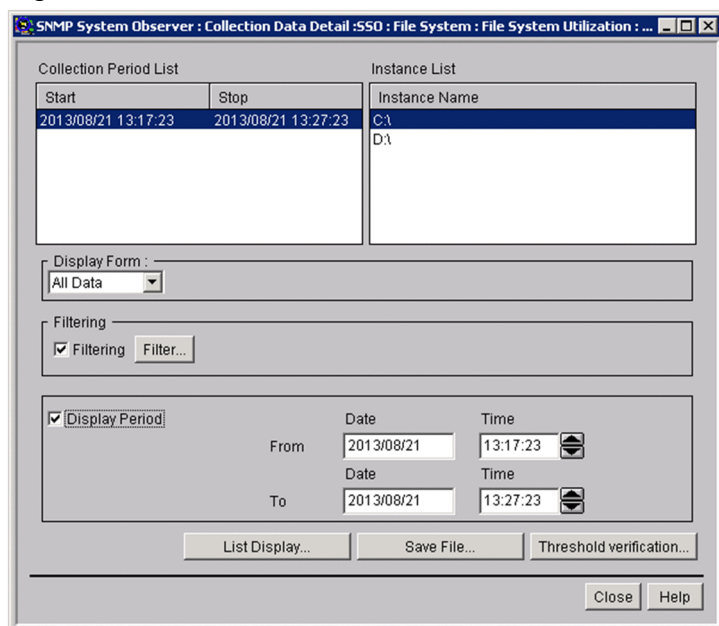 SNMP System Observer : Collection Data Detail :SSO : File System : File System Utilization : ...
Collection Period List
Instance List
Start Stop
Instance Name
2013/08/21 13:17:23 2013/08/21 13:27:23
C:\
D:\
Display Form :
All Data
Filtering
Filtering Filter...
Display Period
Date Time
From 2013/08/21 13:17:23
Date Time
To 2013/08/21 13:27:23
List Display... Save File... Threshold verification...
Close Help